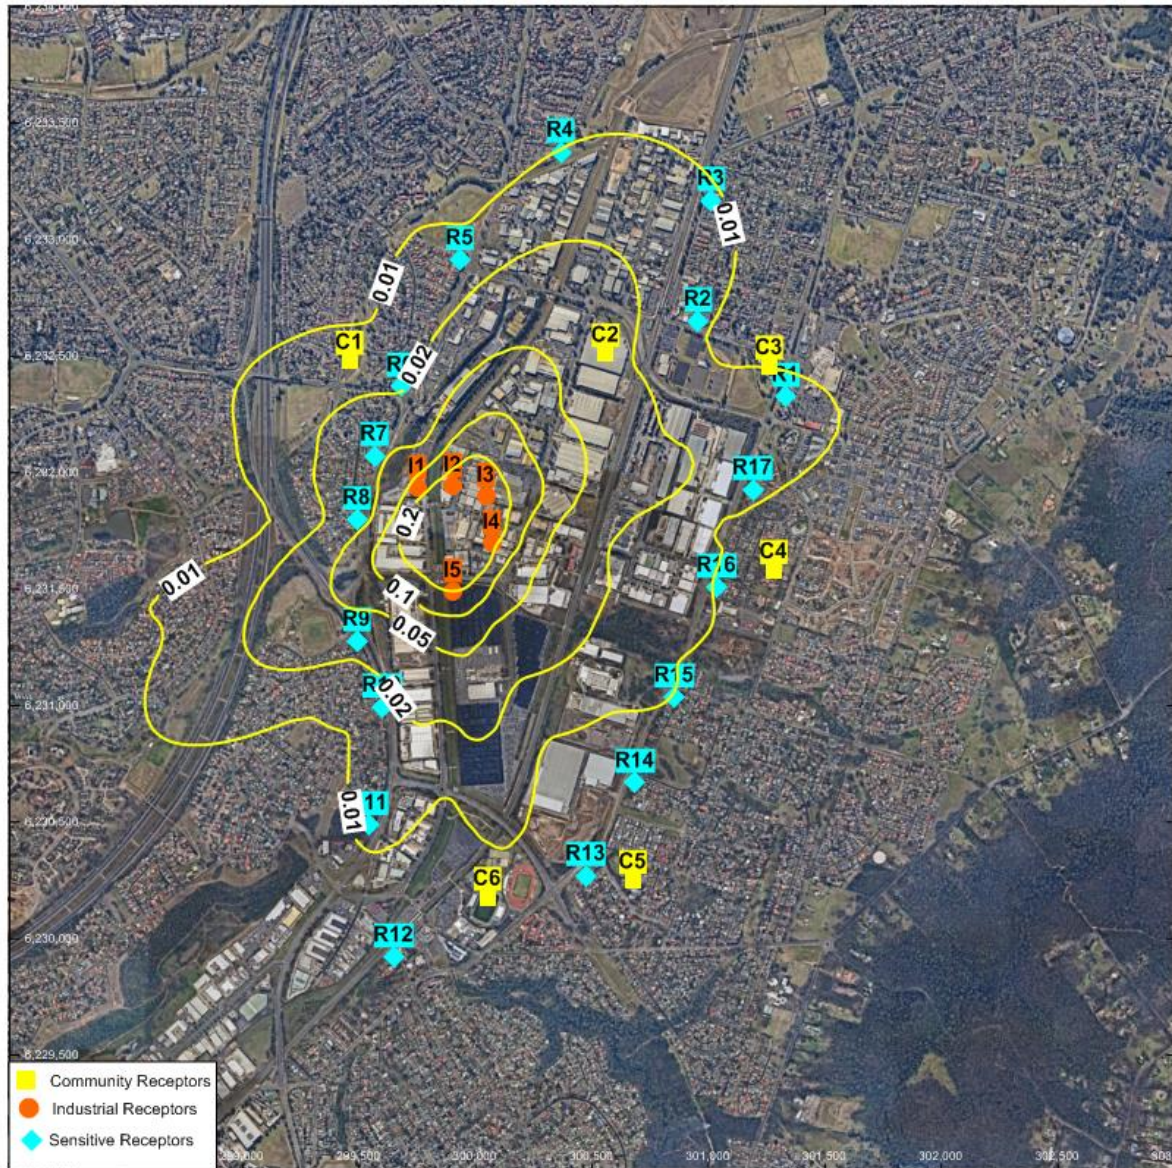 R4
6,233,500
R3
0.01
6,233,000
R5
0.01
R2
C1
C2
C3
6,232,500
0.02
R1
R7
I1
I2
I3
6,232,000
R17
R8
0.2
I4
C4
0.01
I5
R16
6,231,500
0.1
0.05
R9
0.02
R15
6,231,000
R14
0.01
11
6,230,500
R13
C5
C6
R12
6,230,000
6,229,500
Community Receptors
Industrial Receptors
Sensitive Receptors
299,500
300,000
300,500
301,000
301,500
302,000
302,500